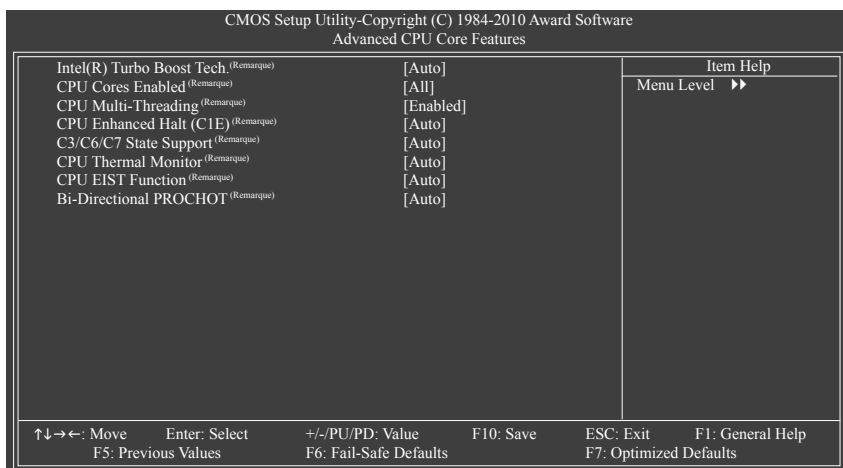 CMOS Setup Utility-Copyright (C) 1984-2010 Award Software
Advanced CPU Core Features
Intel(R) Turbo Boost Tech.(Remarque) [Auto]
CPU Cores Enabled (Remarque) [All]
CPU Multi-Threading (Remarque) [Enabled]
CPU Enhanced Halt (C1E) (Remarque) [Auto]
C3/C6/C7 State Support (Remarque) [Auto]
CPU Thermal Monitor (Remarque) [Auto]
CPU EIST Function (Remarque) [Auto]
Bi-Directional PROCHOT (Remarque) [Auto]
Item Help
Menu Level ▶▶
↑↓→←: Move Enter: Select +/-/PU/PD: Value F10: Save ESC: Exit F1: General Help
F5: Previous Values F6: Fail-Safe Defaults F7: Optimized Defaults